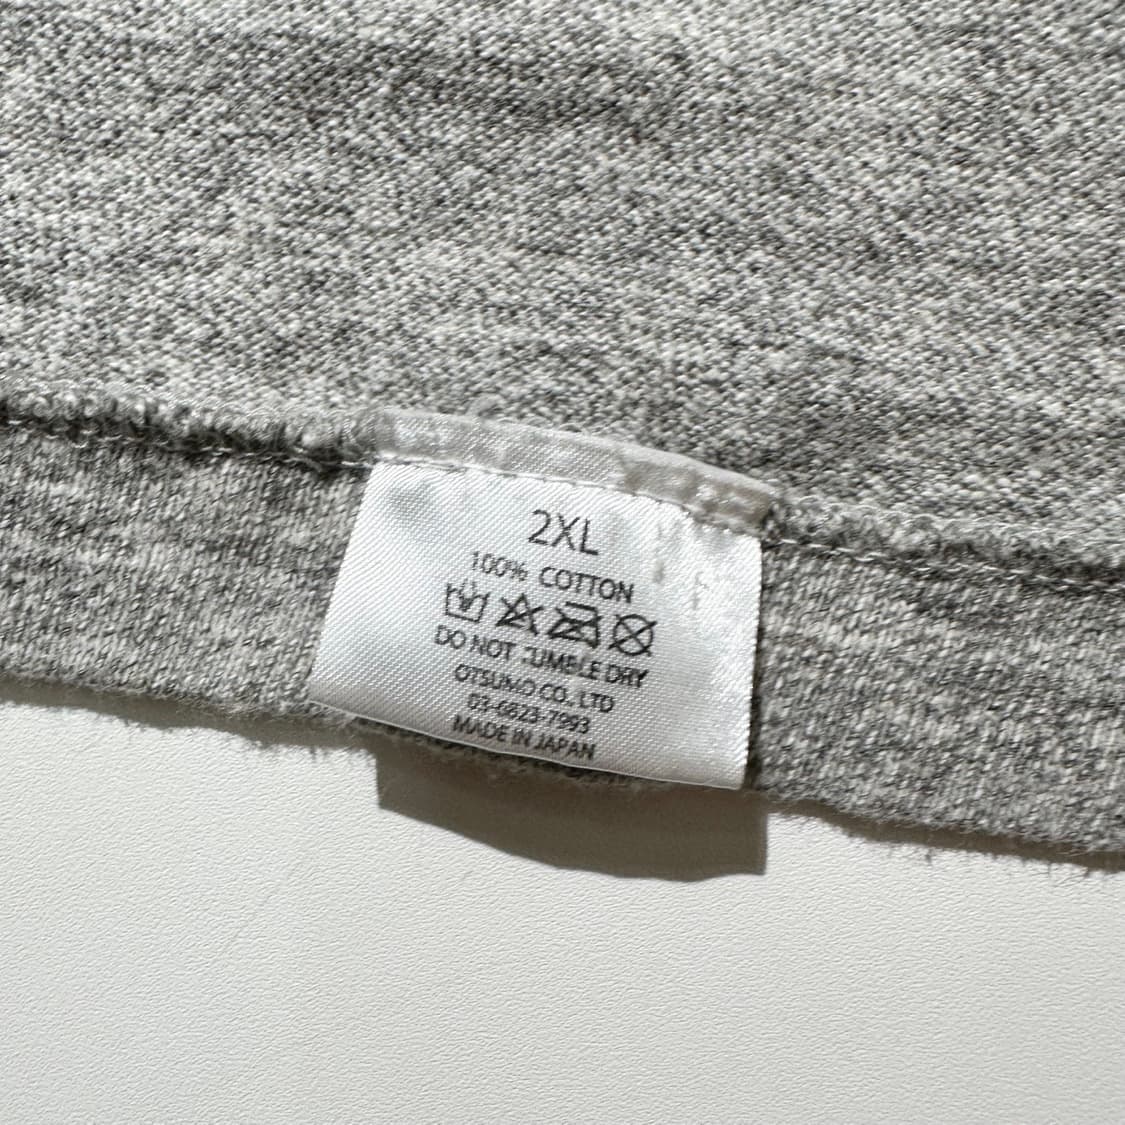 2XL
100% COTTON
DO NOT TUMBLE DRY
OTSUMO CO., LTD
03-6823-7993
MADE IN JAPAN